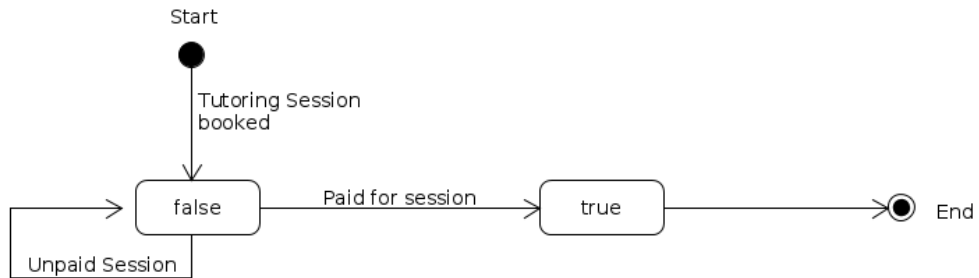 Start
Tutoring Session
booked
false
Paid for session
true
End
Unpaid Session